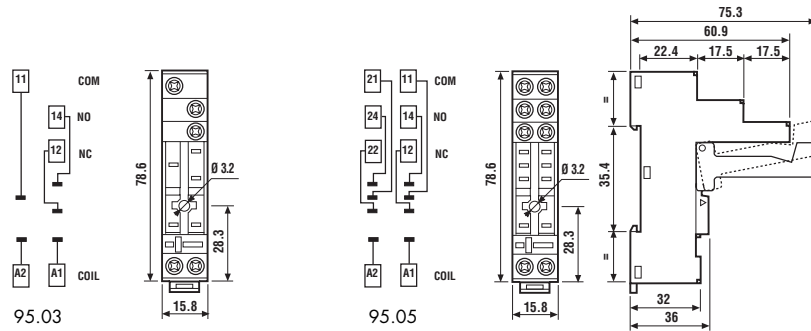 11 COM
14 NO
12 NC
A2 A1 COIL
95.03
78.6
Ø 3.2
28.3
15.8
21 11 COM
24 14 NO
22 12 NC
A2 A1 COIL
95.05
78.6
Ø 3.2
28.3
15.8
75.3
60.9
22.4 17.5 17.5
=
35.4
=
32
36